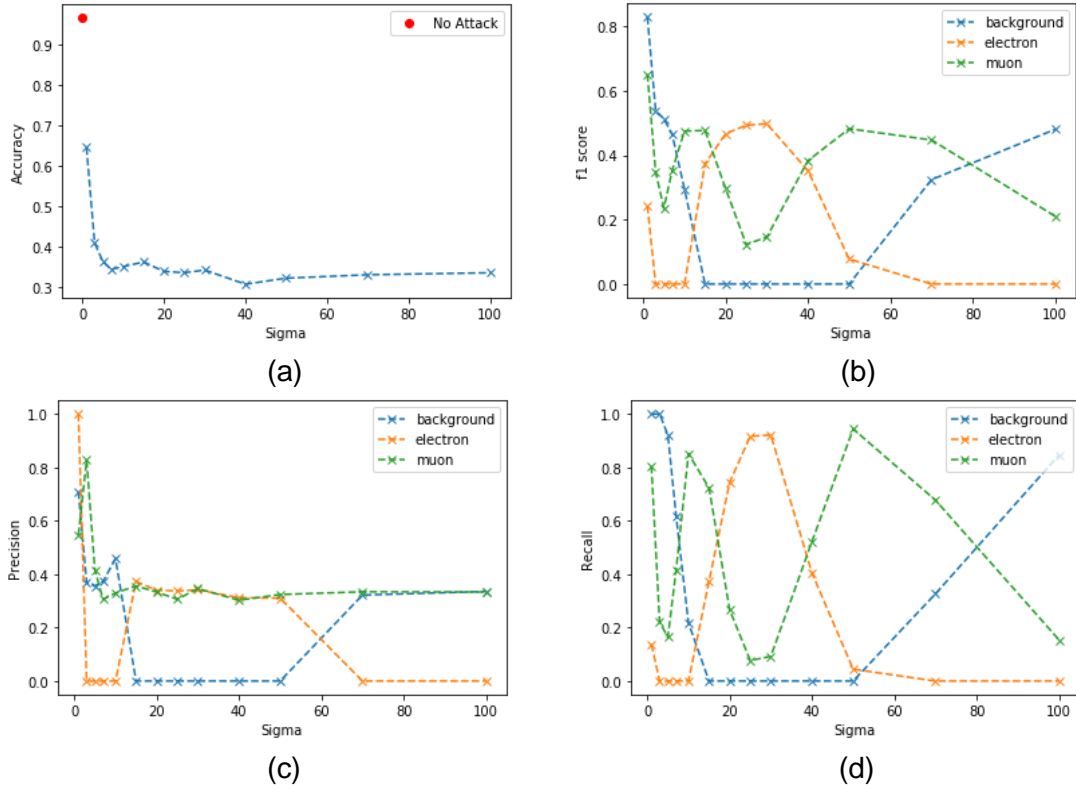 No Attack
0.9
0.8
0.7
0.6
0.5
0.4
0.3
Accuracy
0 20 40 60 80 100
Sigma
(a)
background
electron
muon
0.8
0.6
0.4
0.2
0.0
f1 score
0 20 40 60 80 100
Sigma
(b)
background
electron
muon
1.0
0.8
0.6
0.4
0.2
0.0
Precision
0 20 40 60 80 100
Sigma
(c)
background
electron
muon
1.0
0.8
0.6
0.4
0.2
0.0
Recall
0 20 40 60 80 100
Sigma
(d)